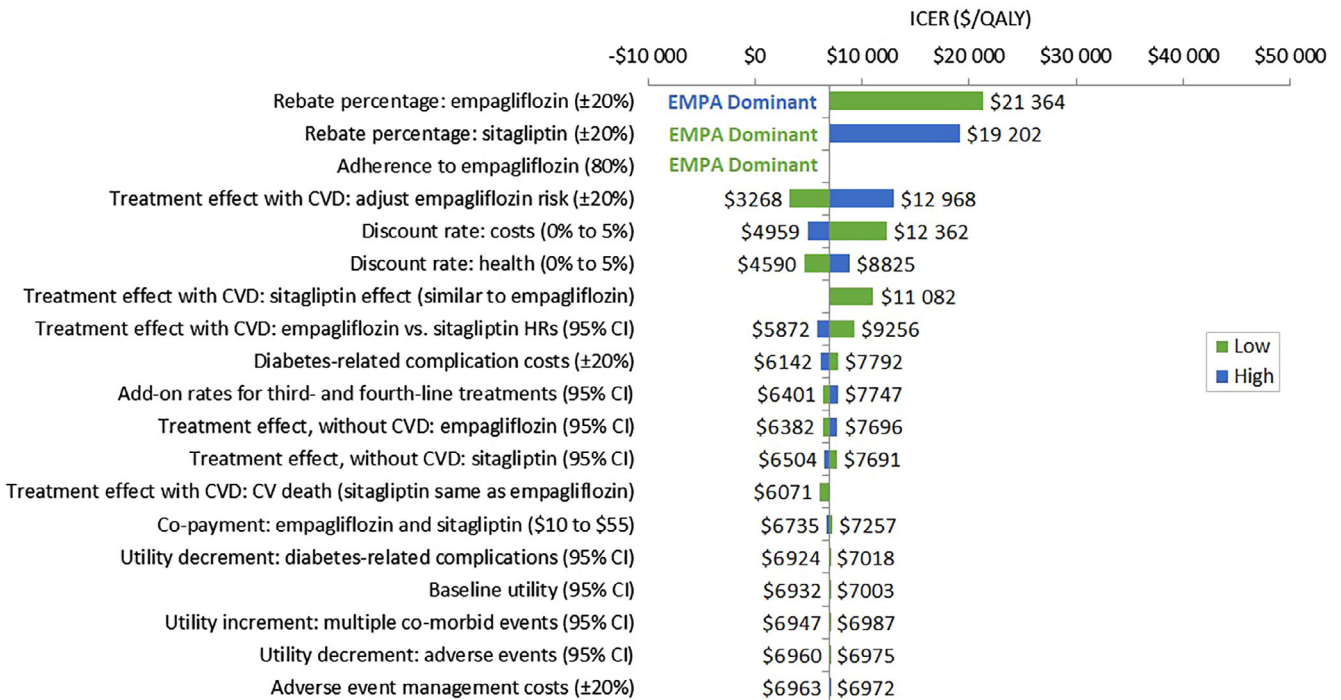 ICER ($/QALY)
-$10 000 $0 $10 000 $20 000 $30 000 $40 000 $50 000
Rebate percentage: empagliflozin (±20%) EMPA Dominant $21 364
Rebate percentage: sitagliptin (±20%) EMPA Dominant $19 202
Adherence to empagliflozin (80%) EMPA Dominant
Treatment effect with CVD: adjust empagliflozin risk (±20%) $3268 $12 968
Discount rate: costs (0% to 5%) $4959 $12 362
Discount rate: health (0% to 5%) $4590 $8825
Treatment effect with CVD: sitagliptin effect (similar to empagliflozin) $11 082
Treatment effect with CVD: empagliflozin vs. sitagliptin HRs (95% CI) $5872 $9256
Diabetes-related complication costs (±20%) $6142 $7792
Add-on rates for third- and fourth-line treatments (95% CI) $6401 $7747
Treatment effect, without CVD: empagliflozin (95% CI) $6382 $7696
Treatment effect, without CVD: sitagliptin (95% CI) $6504 $7691
Treatment effect with CVD: CV death (sitagliptin same as empagliflozin) $6071
Co-payment: empagliflozin and sitagliptin ($10 to $55) $6735 $7257
Utility decrement: diabetes-related complications (95% CI) $6924 $7018
Baseline utility (95% CI) $6932 $7003
Utility increment: multiple co-morbid events (95% CI) $6947 $6987
Utility decrement: adverse events (95% CI) $6960 $6975
Adverse event management costs (±20%) $6963 $6972
Low
High